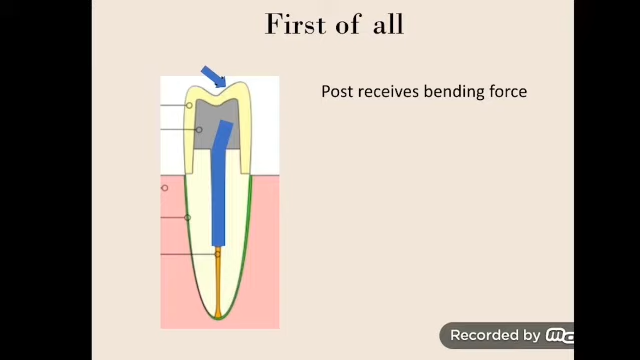 First of all
Post receives bending force
Recorded by